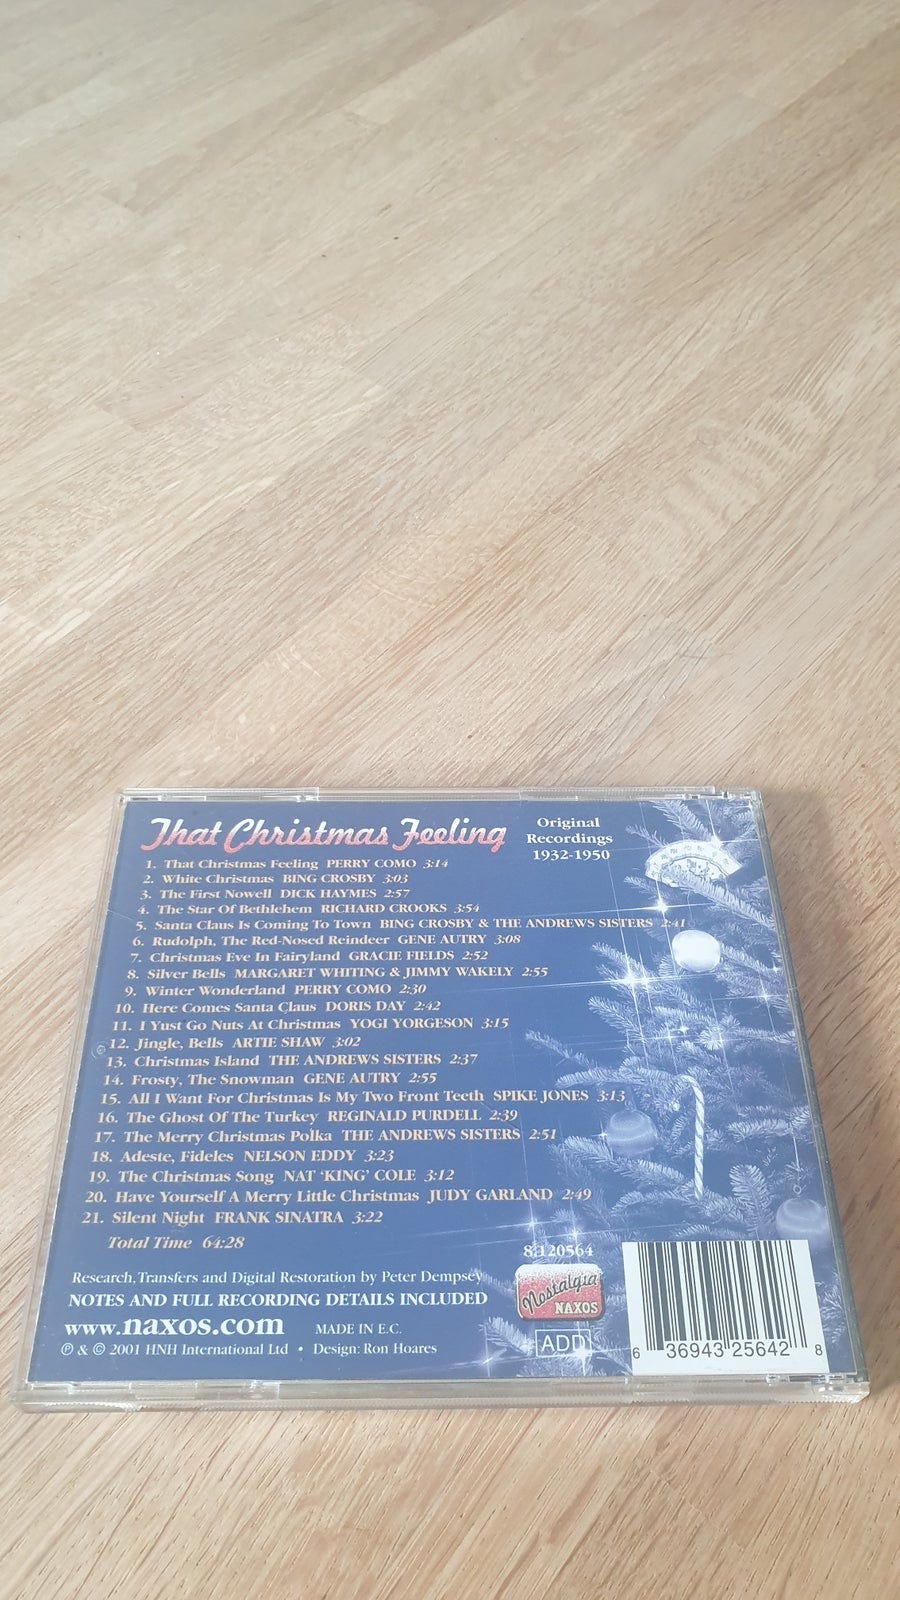 That Christmas Feeling
Original
Recordings
1932-1950
1. That Christmas Feeling PERRY COMO 3:14
2. White Christmas BING CROSBY 3:03
3. The First Nowell DICK HAYMES 2:57
4. The Star Of Bethlehem RICHARD CROOKS 3:54
5. Santa Claus Is Coming To Town BING CROSBY & THE ANDREWS SISTERS 2:41
6. Rudolph, The Red-Nosed Reindeer GENE AUTRY 3:08
7. Christmas Eve In Fairyland GRACIE FIELDS 2:52
8. Silver Bells MARGARET WHITING & JIMMY WAKELY 2:55
9. Winter Wonderland PERRY COMO 2:30
10. Here Comes Santa Claus DORIS DAY 2:42
11. I Yust Go Nuts At Christmas YOGI YORGESON 3:15
12. Jingle, Bells ARTIE SHAW 3:02
13. Christmas Island THE ANDREWS SISTERS 2:37
14. Frosty, The Snowman GENE AUTRY 2:55
15. All I Want For Christmas Is My Two Front Teeth SPIKE JONES 3:13
16. The Ghost Of The Turkey REGINALD PURDELL 2:39
17. The Merry Christmas Polka THE ANDREWS SISTERS 2:51
18. Adeste, Fideles NELSON EDDY 3:23
19. The Christmas Song NAT ‘KING’ COLE 3:12
20. Have Yourself A Merry Little Christmas JUDY GARLAND 2:49
21. Silent Night FRANK SINATRA 3:22
Total Time 64:28
8.120564
Research, Transfers and Digital Restoration by Peter Dempsey
NOTES AND FULL RECORDING DETAILS INCLUDED
Nostalgia
NAXOS
www.naxos.com MADE IN E.C.
ADD
℗ & © 2001 HNH International Ltd • Design: Ron Hoares
6 36943 25642 8